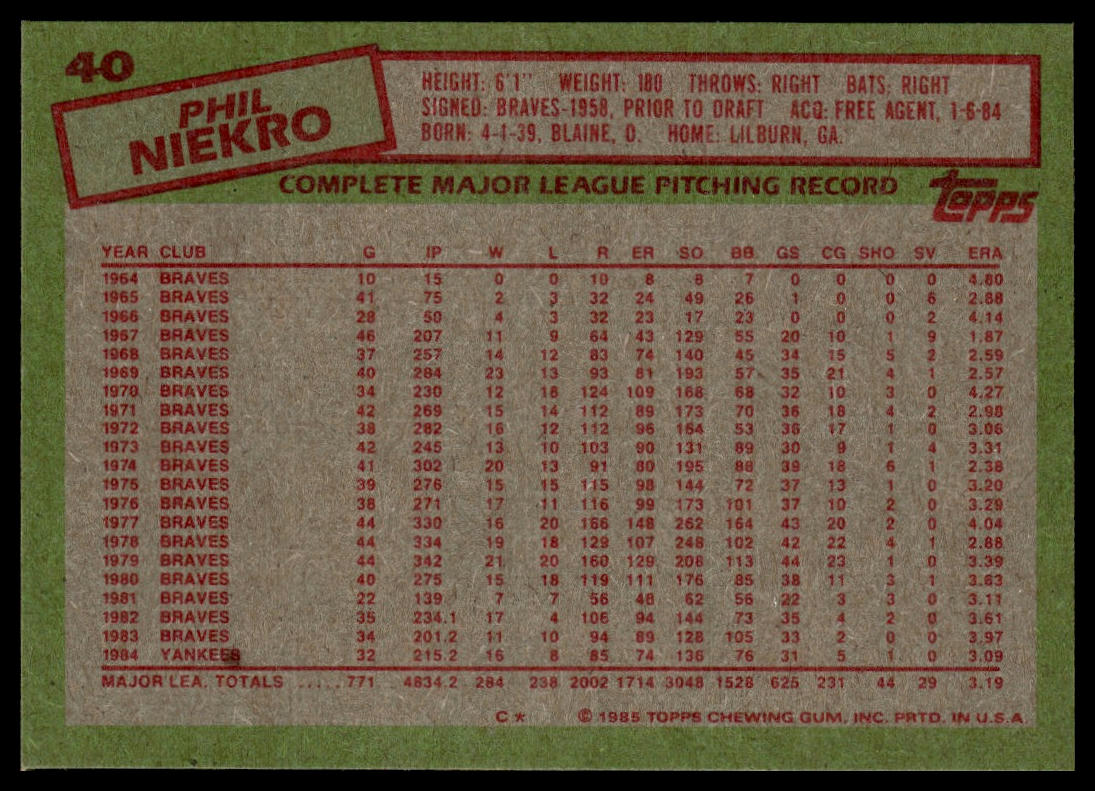 40
PHIL
NIEKRO
HEIGHT: 6'1" WEIGHT: 180 THROWS: RIGHT BATS: RIGHT
SIGNED: BRAVES-1958, PRIOR TO DRAFT ACQ: FREE AGENT, 1-6-84
BORN: 4-1-39, BLAINE, O. HOME: LILBURN, GA.
COMPLETE MAJOR LEAGUE PITCHING RECORD
Topps
YEAR CLUB G IP W L R ER SO BB GS CG SHO SV ERA
1964 BRAVES 10 15 0 0 10 8 8 7 0 0 0 0 4.80
1965 BRAVES 41 75 2 3 32 24 49 26 1 0 0 6 2.88
1966 BRAVES 28 50 4 3 32 23 17 23 0 0 0 2 4.14
1967 BRAVES 46 207 11 9 64 43 129 55 20 10 1 9 1.87
1968 BRAVES 37 257 14 12 83 74 140 45 34 15 5 2 2.59
1969 BRAVES 40 284 23 13 93 81 193 57 35 21 4 1 2.57
1970 BRAVES 34 230 12 18 124 109 168 68 32 10 3 0 4.27
1971 BRAVES 42 269 15 14 112 89 173 70 36 18 4 2 2.98
1972 BRAVES 38 282 16 12 112 96 164 53 36 17 1 0 3.06
1973 BRAVES 42 245 13 10 103 90 131 89 30 9 1 4 3.31
1974 BRAVES 41 302 20 13 91 80 195 88 39 18 6 1 2.38
1975 BRAVES 39 276 15 15 115 98 144 72 37 13 1 0 3.20
1976 BRAVES 38 271 17 11 116 99 173 101 37 10 2 0 3.29
1977 BRAVES 44 330 16 20 166 148 262 164 43 20 2 0 4.04
1978 BRAVES 44 334 19 18 129 107 248 102 42 22 4 1 2.88
1979 BRAVES 44 342 21 20 160 129 208 113 44 23 1 0 3.39
1980 BRAVES 40 275 15 18 119 111 176 85 38 11 3 1 3.63
1981 BRAVES 22 139 7 7 56 48 62 56 22 3 3 0 3.11
1982 BRAVES 35 234.1 17 4 106 94 144 73 35 4 2 0 3.61
1983 BRAVES 34 201.2 11 10 94 89 128 105 33 2 0 0 3.97
1984 YANKEES 32 215.2 16 8 85 74 136 76 31 5 1 0 3.09
MAJOR LEA. TOTALS ..... 771 4834.2 284 238 2002 1714 3048 1528 625 231 44 29 3.19
C* © 1985 TOPPS CHEWING GUM, INC. PRTD. IN U.S.A.